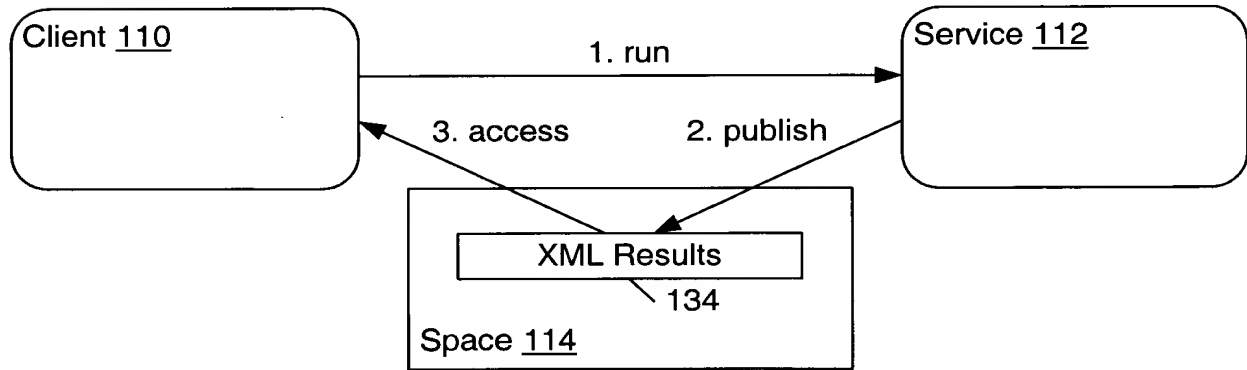 Client 110
Service 112
1. run
3. access
2. publish
XML Results
134
Space 114